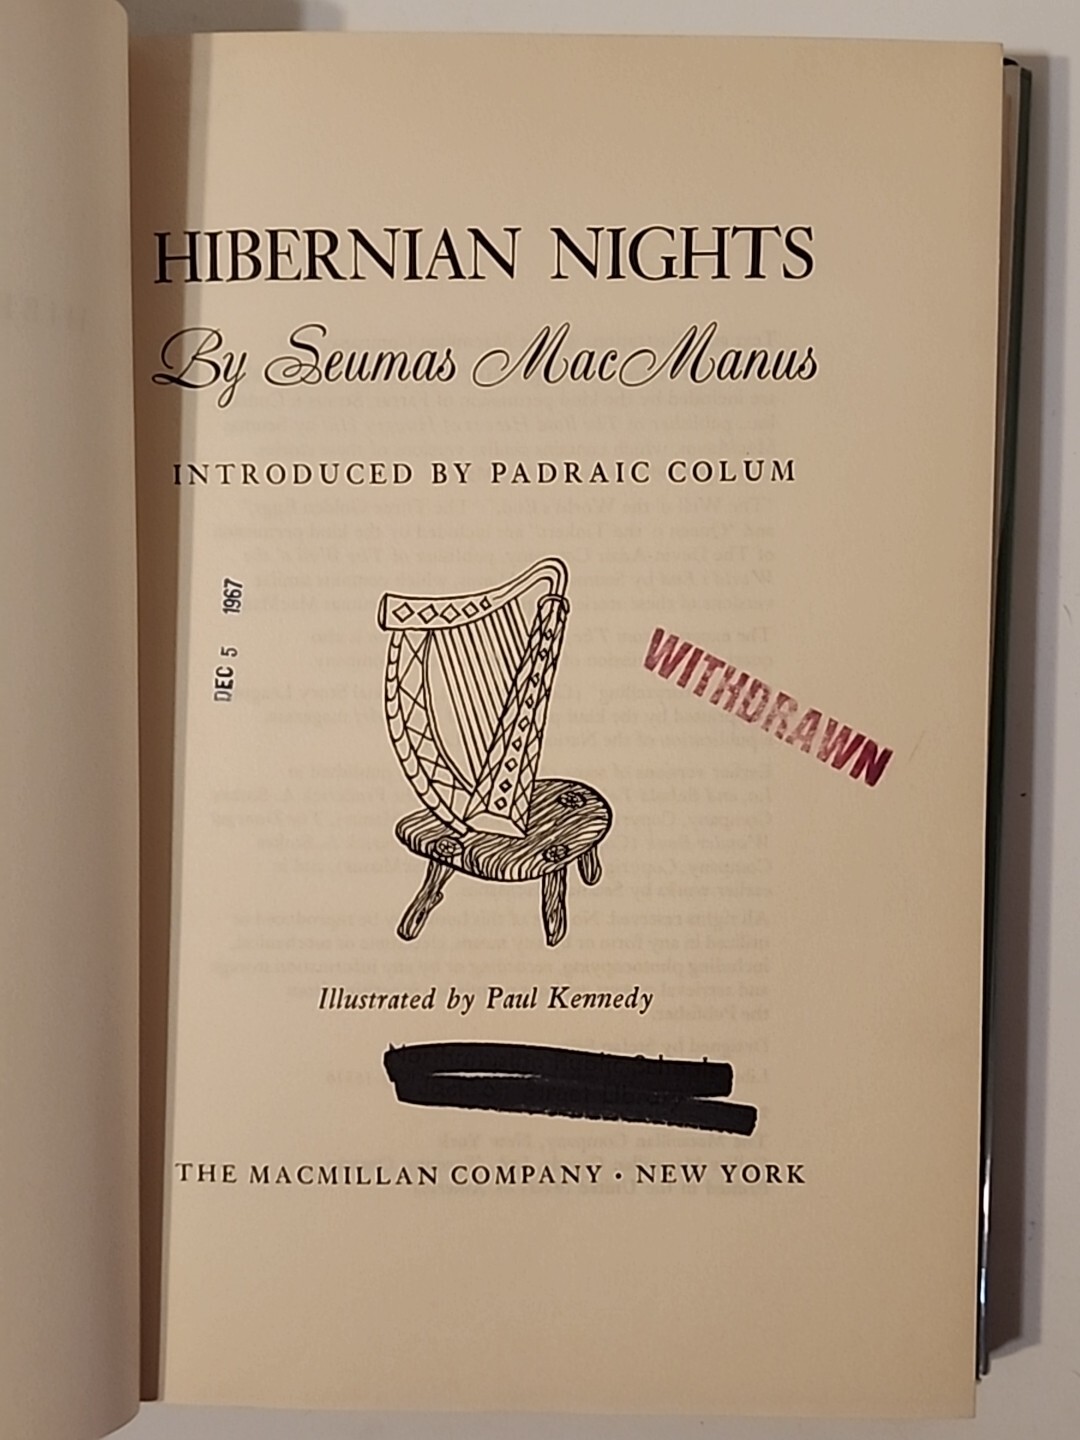 HIBERNIAN NIGHTS
By Seumas MacManus
INTRODUCED BY PADRAIC COLUM
DEC 5 1967
WITHDRAWN
Illustrated by Paul Kennedy
THE MACMILLAN COMPANY • NEW YORK